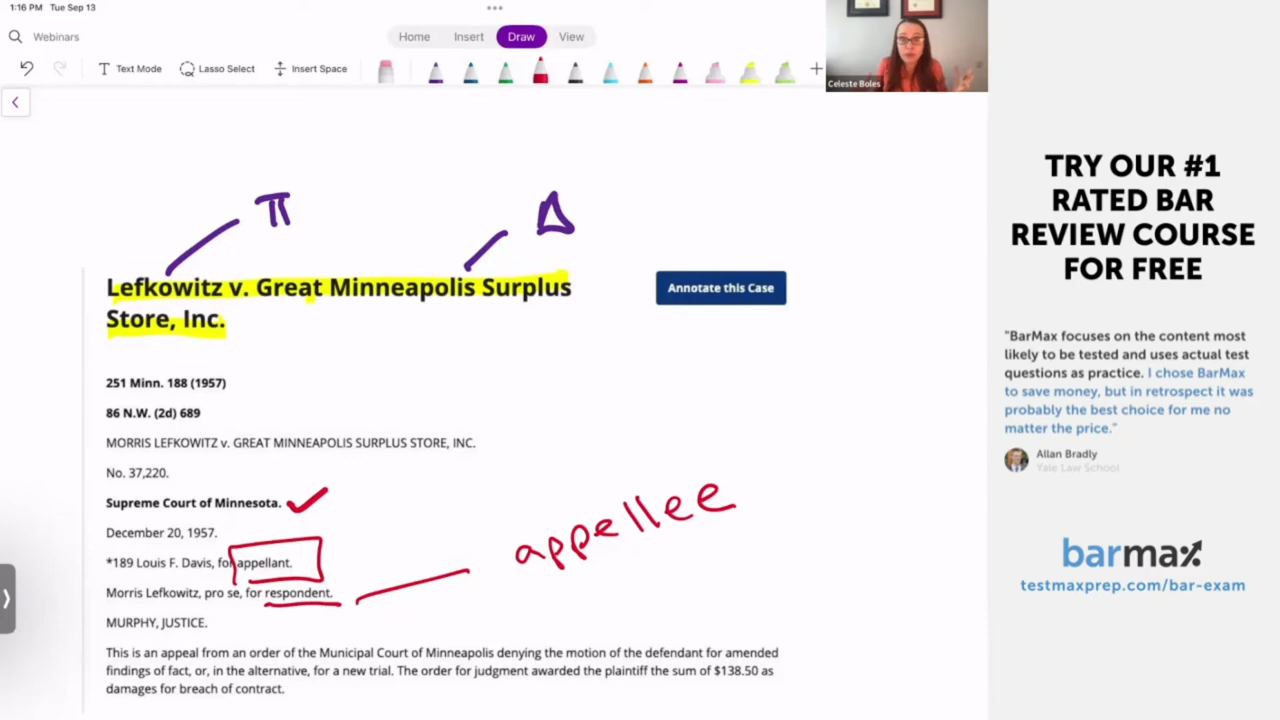 1:16 PM Tue Sep 13
Webinars
Home Insert Draw View
Text Mode Lasso Select Insert Space
Celeste Boles
π Δ
Lefkowitz v. Great Minneapolis Surplus
Store, Inc.
Annotate this Case
251 Minn. 188 (1957)
86 N.W. (2d) 689
MORRIS LEFKOWITZ v. GREAT MINNEAPOLIS SURPLUS STORE, INC.
No. 37,220.
Supreme Court of Minnesota.
December 20, 1957.
*189 Louis F. Davis, for appellant.
Morris Lefkowitz, pro se, for respondent.
appellee
MURPHY, JUSTICE.
This is an appeal from an order of the Municipal Court of Minneapolis denying the motion of the defendant for amended
findings of fact, or, in the alternative, for a new trial. The order for judgment awarded the plaintiff the sum of $138.50 as
damages for breach of contract.
TRY OUR #1
RATED BAR
REVIEW COURSE
FOR FREE
"BarMax focuses on the content most
likely to be tested and uses actual test
questions as practice. I chose BarMax
to save money, but in retrospect it was
probably the best choice for me no
matter the price."
Allan Bradly
Yale Law School
barmax
testmaxprep.com/bar-exam